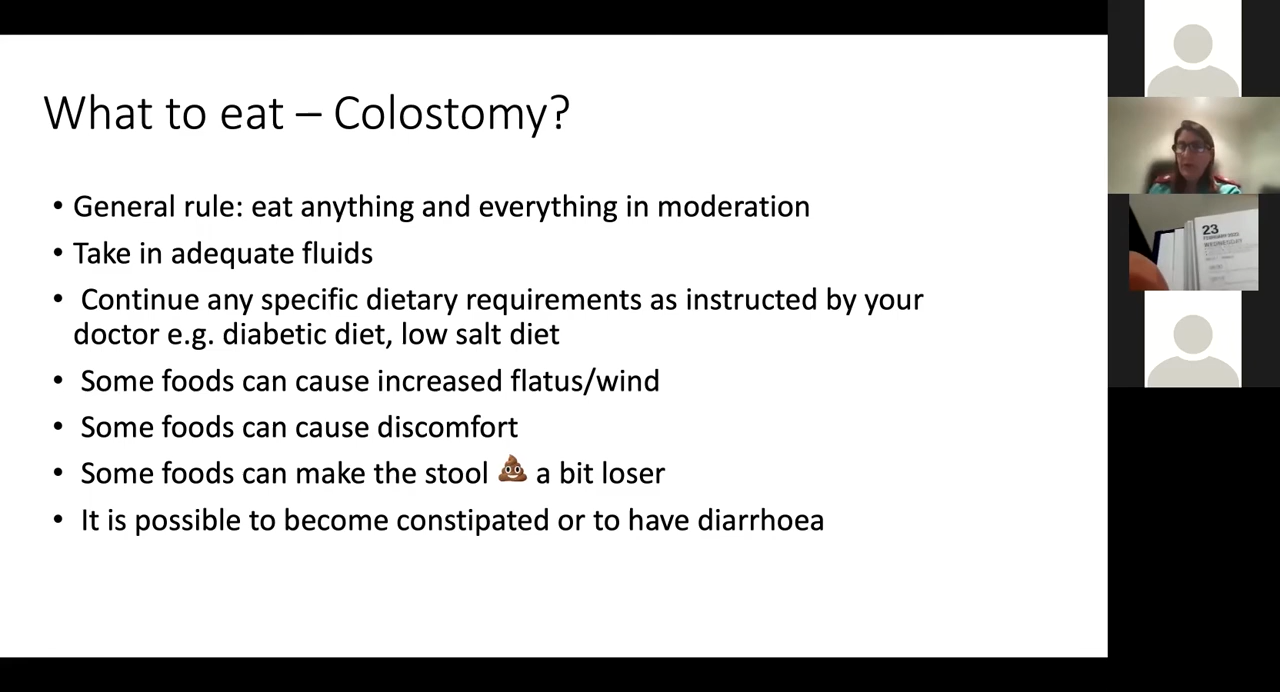 What to eat – Colostomy?
• General rule: eat anything and everything in moderation
• Take in adequate fluids
• Continue any specific dietary requirements as instructed by your
doctor e.g. diabetic diet, low salt diet
• Some foods can cause increased flatus/wind
• Some foods can cause discomfort
• Some foods can make the stool 💩 a bit loser
• It is possible to become constipated or to have diarrhoea
23
WEDNESDAY